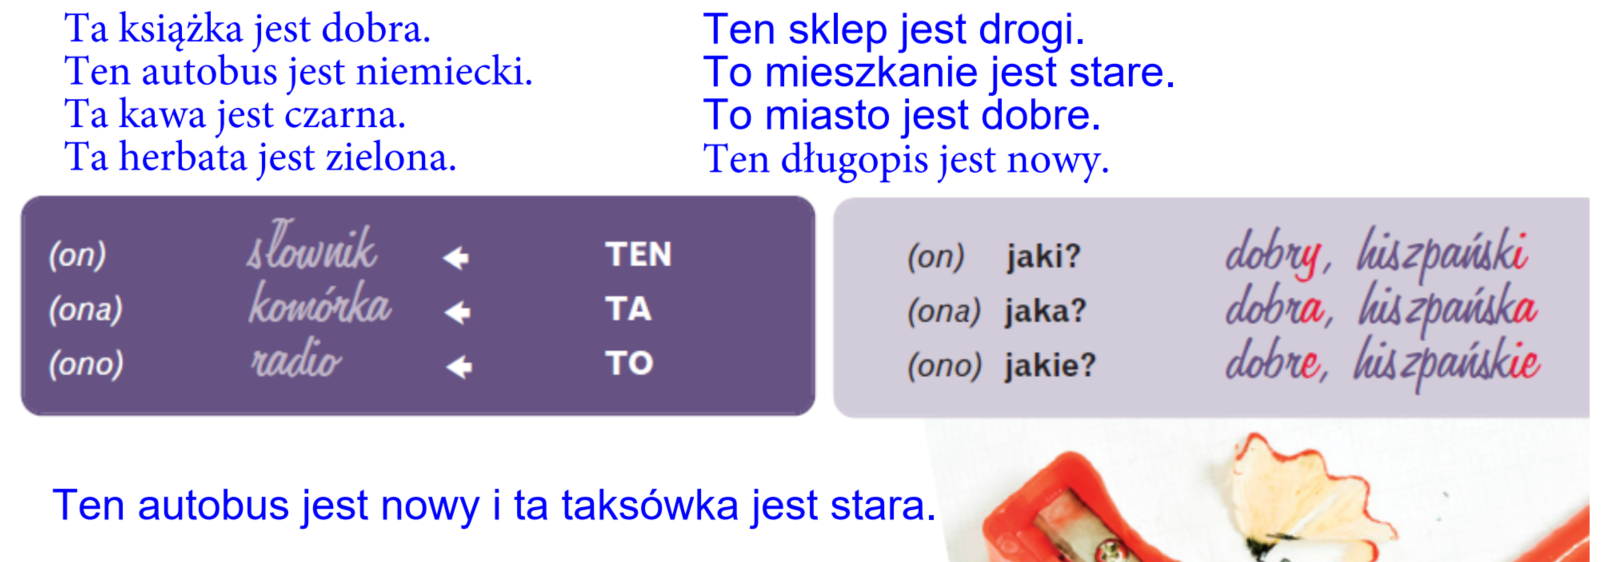 Ta książka jest dobra.
Ten autobus jest niemiecki.
Ta kawa jest czarna.
Ta herbata jest zielona.
Ten sklep jest drogi.
To mieszkanie jest stare.
To miasto jest dobre.
Ten długopis jest nowy.
(on) słownik TEN
(ona) komórka TA
(ono) radio TO
(on) jaki? dobry, hiszpański
(ona) jaka? dobra, hiszpańska
(ono) jakie? dobre, hiszpańskie
Ten autobus jest nowy i ta taksówka jest stara.